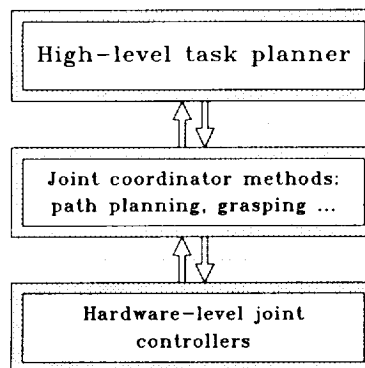 High-level task planner
Joint coordinator methods:
path planning, grasping ...
Hardware-level joint
controllers